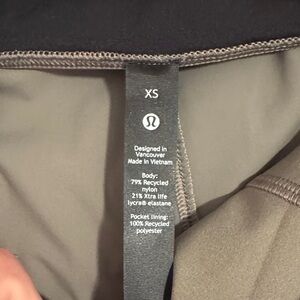 XS
Designed in
Vancouver
Made in Vietnam
Body:
79% Recycled
nylon
21% Xtra life
lycra® elastane
Pocket lining:
100% Recycled
polyester